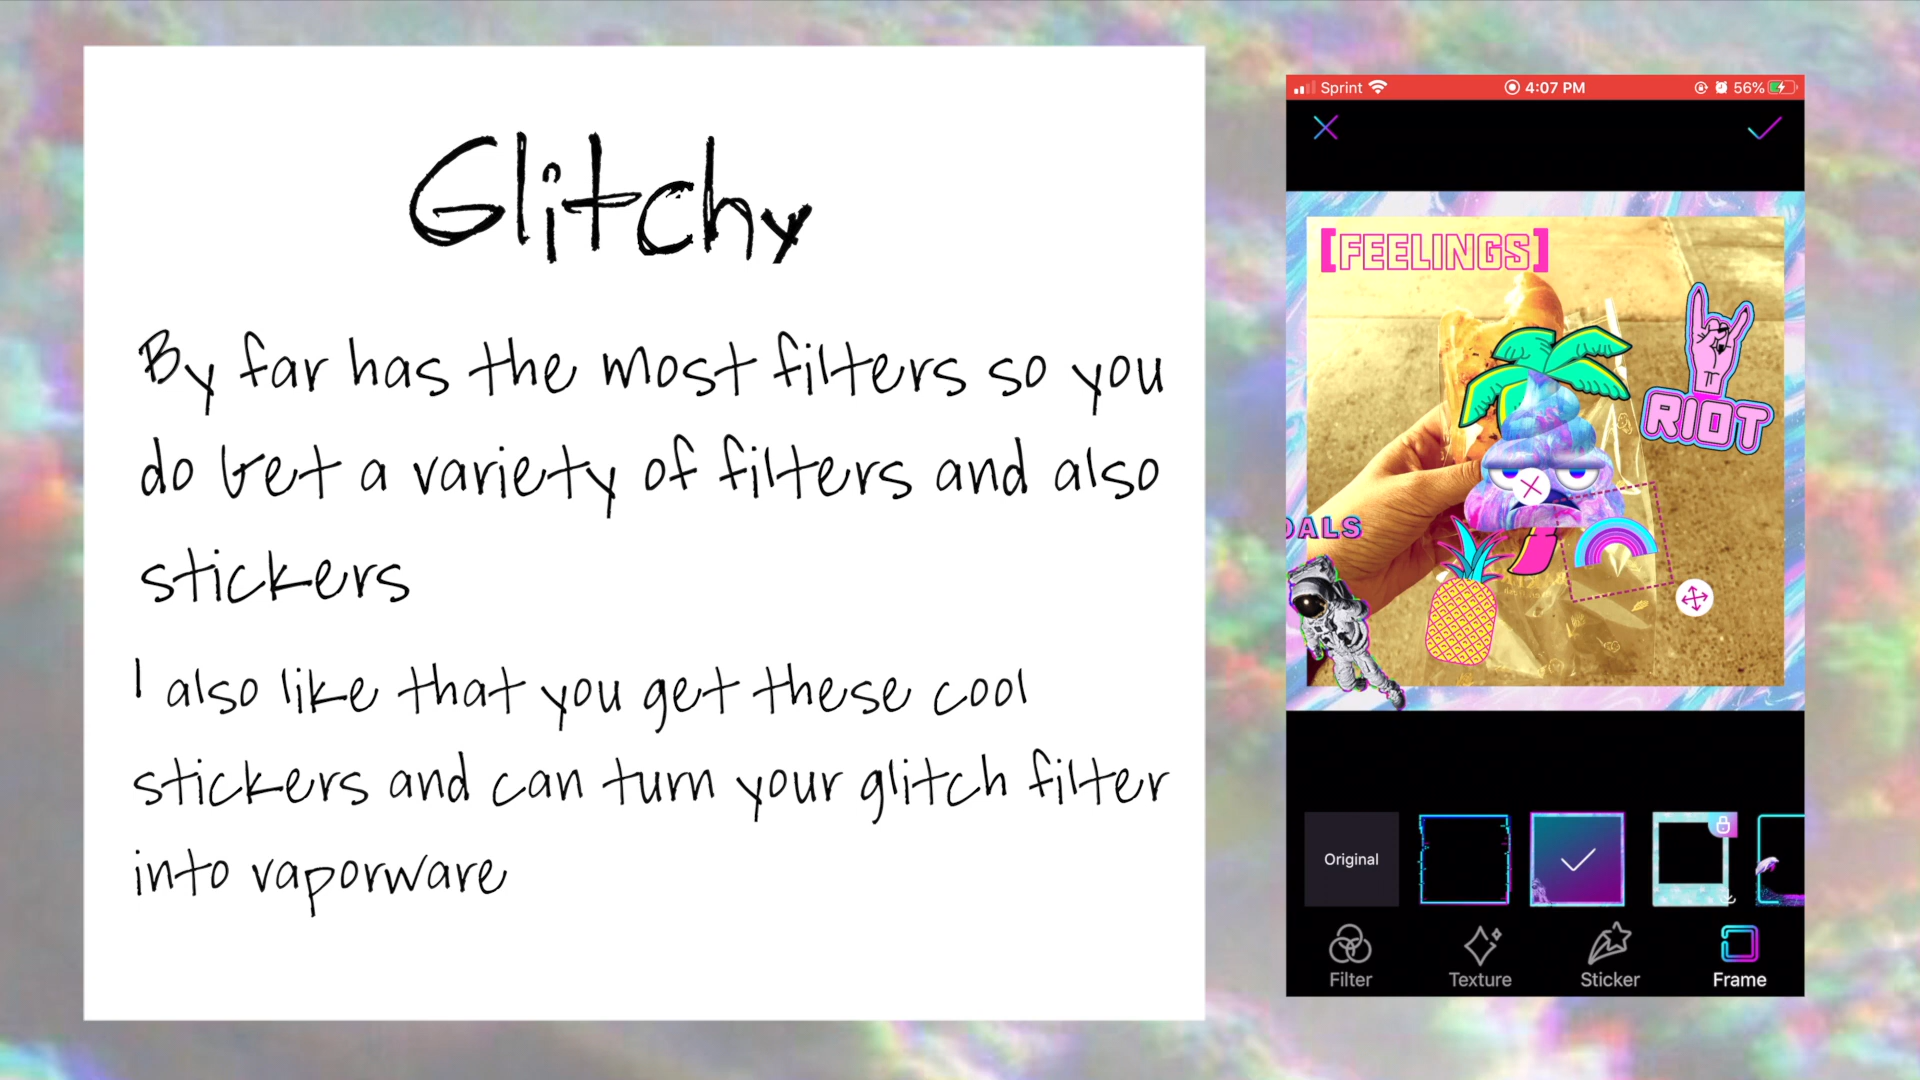 Glitchy
By far has the most filters so you
do Get a variety of filters and also
stickers
I also like that you get these cool
stickers and can turn your glitch filter
into vaporware
Sprint 4:07 PM 56%
[FEELINGS]
RIOT
OALS
Original
Filter Texture Sticker Frame